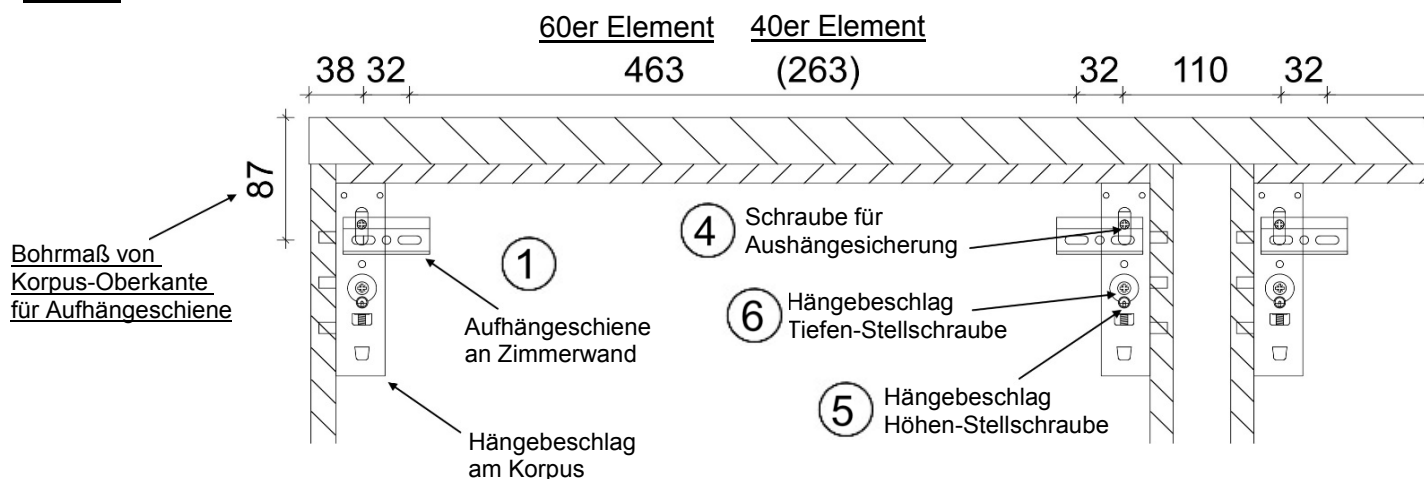 60er Element 40er Element
38 32 463 (263) 32 110 32
87
Bohrmaß von
Korpus-Oberkante
für Aufhängeschiene
1
Aufhängeschiene
an Zimmerwand
Hängebeschlag
am Korpus
4 Schraube für
Aushängesicherung
6 Hängebeschlag
Tiefen-Stellschraube
5 Hängebeschlag
Höhen-Stellschraube